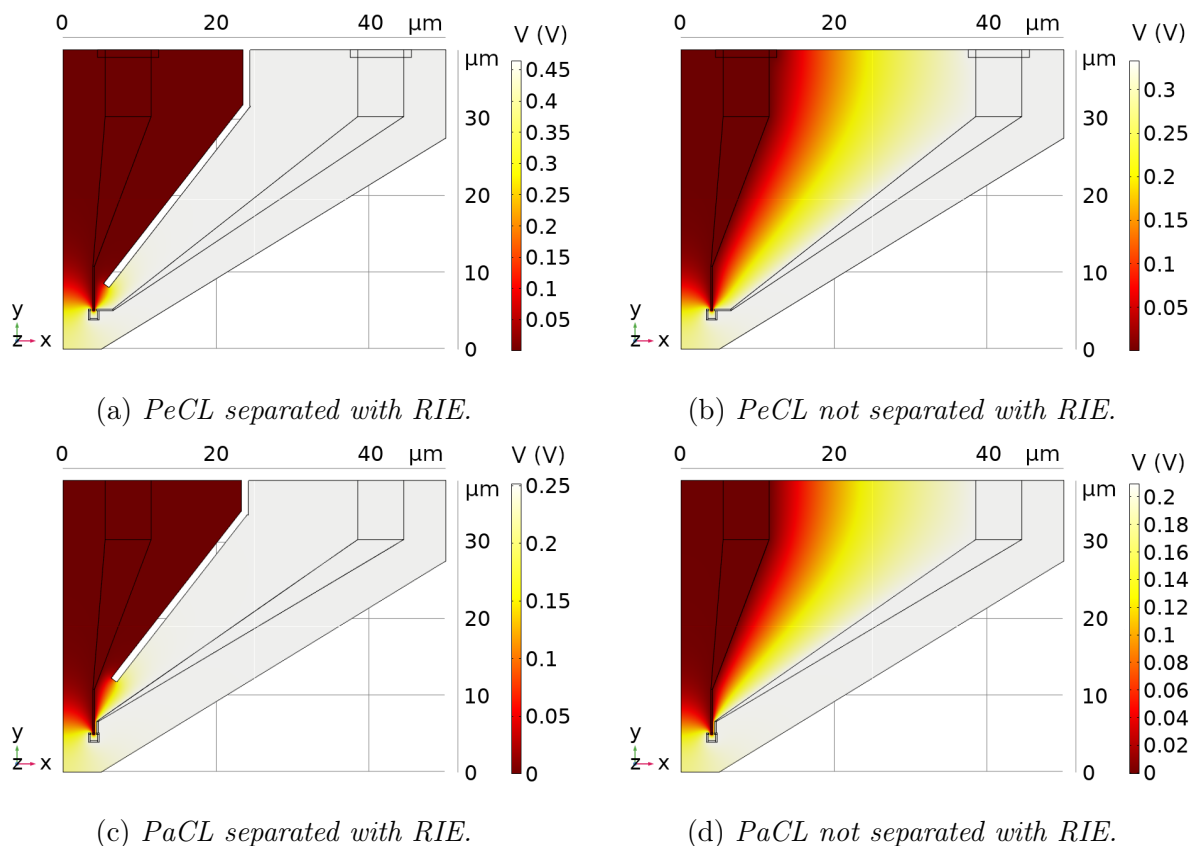 0 20 40 μm
V (V)
μm
30
20
10
0
y
z x
0.45
0.4
0.35
0.3
0.25
0.2
0.15
0.1
0.05
(a) PeCL separated with RIE.
0 20 40 μm
V (V)
μm
30
20
10
0
y
z x
0.3
0.25
0.2
0.15
0.1
0.05
(b) PeCL not separated with RIE.
0 20 40 μm
V (V)
μm
30
20
10
0
y
z x
0.25
0.2
0.15
0.1
0.05
0
(c) PaCL separated with RIE.
0 20 40 μm
V (V)
μm
30
20
10
0
y
z x
0.2
0.18
0.16
0.14
0.12
0.1
0.08
0.06
0.04
0.02
0
(d) PaCL not separated with RIE.